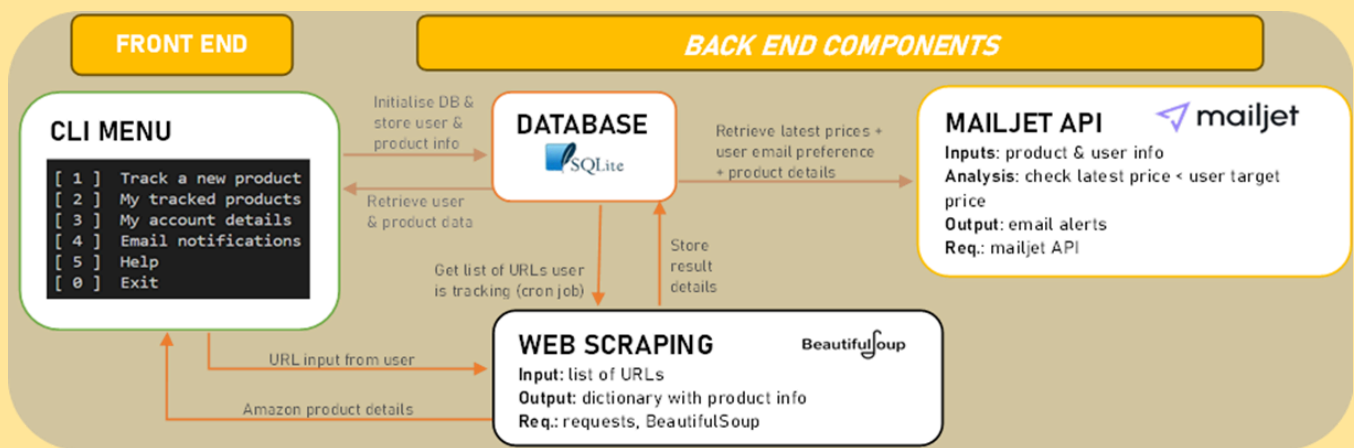 FRONT END
BACK END COMPONENTS
CLI MENU
[ 1 ] Track a new product
[ 2 ] My tracked products
[ 3 ] My account details
[ 4 ] Email notifications
[ 5 ] Help
[ 0 ] Exit
Initialise DB &
store user &
product info
Retrieve user
& product data
DATABASE
SQLite
Retrieve latest prices +
user email preference
+ product details
MAILJET API
mailjet
Inputs: product & user info
Analysis: check latest price < user target
price
Output: email alerts
Req.: mailjet API
Get list of URLs user
is tracking (cron job)
Store
result
details
URL input from user
Amazon product details
WEB SCRAPING
BeautifulSoup
Input: list of URLs
Output: dictionary with product info
Req.: requests, BeautifulSoup